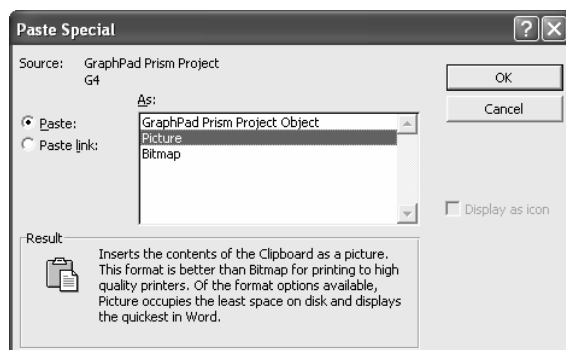 Paste Special
Source: GraphPad Prism Project
G4
OK
Cancel
As:
Paste:
Paste link:
GraphPad Prism Project Object
Picture
Bitmap
Display as icon
Result
Inserts the contents of the Clipboard as a picture.
This format is better than Bitmap for printing to high
quality printers. Of the format options available,
Picture occupies the least space on disk and displays
the quickest in Word.